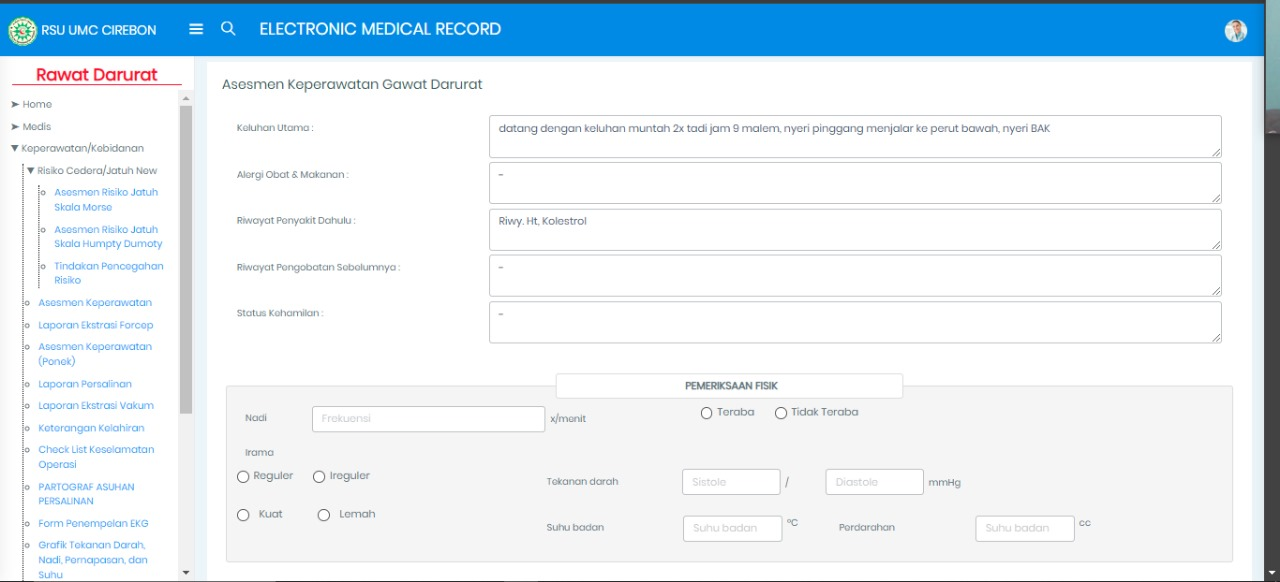 RSU UMC CIREBON
ELECTRONIC MEDICAL RECORD
Rawat Darurat
Home
Medis
Keperawatan/Kebidanan
Risiko Cedera/Jatuh New
Asesmen Risiko Jatuh
Skala Morse
Asesmen Risiko Jatuh
Skala Humpty Dumoty
Tindakan Pencegahan
Risiko
Asesmen Keperawatan
Laporan Ekstrasi Forcep
Asesmen Keperawatan
(Ponek)
Laporan Persalinan
Laporan Ekstrasi Vakum
Keterangan Kelahiran
Check List Keselamatan
Operasi
PARTOGRAF ASUHAN
PERSALINAN
Form Penempelan EKG
Grafik Tekanan Darah,
Nadi, Pernapasan, dan
Suhu
Asesmen Keperawatan Gawat Darurat
Keluhan Utama :
datang dengan keluhan muntah 2x tadi jam 9 malem, nyeri pinggang menjalar ke perut bawah, nyeri BAK
Alergi Obat & Makanan :
-
Riwayat Penyakit Dahulu :
Riwy. Ht, Kolestrol
Riwayat Pengobatan Sebelumnya :
-
Status Kehamilan :
-
PEMERIKSAAN FISIK
Nadi Frekuensi x/menit Teraba Tidak Teraba
Irama
Reguler Ireguler
Tekanan darah Sistole / Diastole mmHg
Kuat Lemah
Suhu badan Suhu badan °C Perdarahan Suhu badan cc